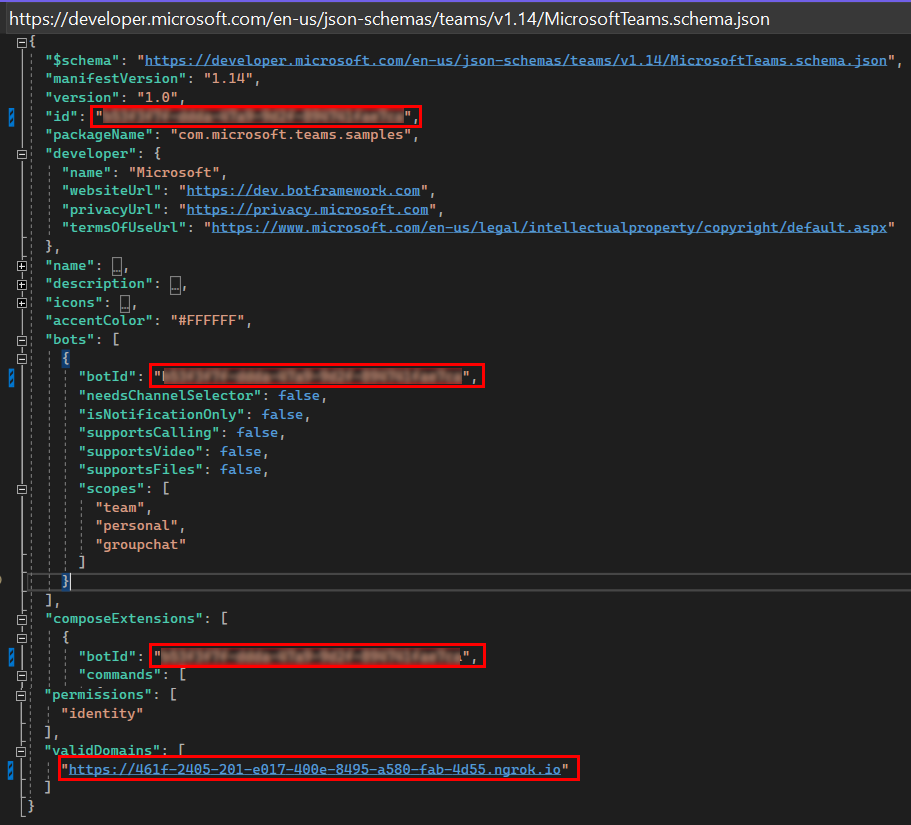 https://developer.microsoft.com/en-us/json-schemas/teams/v1.14/MicrosoftTeams.schema.json
{
"$schema": "https://developer.microsoft.com/en-us/json-schemas/teams/v1.14/MicrosoftTeams.schema.json",
"manifestVersion": "1.14",
"version": "1.0",
"id": "",
"packageName": "com.microsoft.teams.samples",
"developer": {
"name": "Microsoft",
"websiteUrl": "https://dev.botframework.com",
"privacyUrl": "https://privacy.microsoft.com",
"termsOfUseUrl": "https://www.microsoft.com/en-us/legal/intellectualproperty/copyright/default.aspx"
},
"name": {...},
"description": {...},
"icons": {...},
"accentColor": "#FFFFFF",
"bots": [
{
"botId": "",
"needsChannelSelector": false,
"isNotificationOnly": false,
"supportsCalling": false,
"supportsVideo": false,
"supportsFiles": false,
"scopes": [
"team",
"personal",
"groupchat"
]
}
],
"composeExtensions": [
{
"botId": "",
"commands": [
"permissions": [
"identity"
],
"validDomains": [
"https://461f-2405-201-e017-400e-8495-a580-fab-4d55.ngrok.io"
]
}